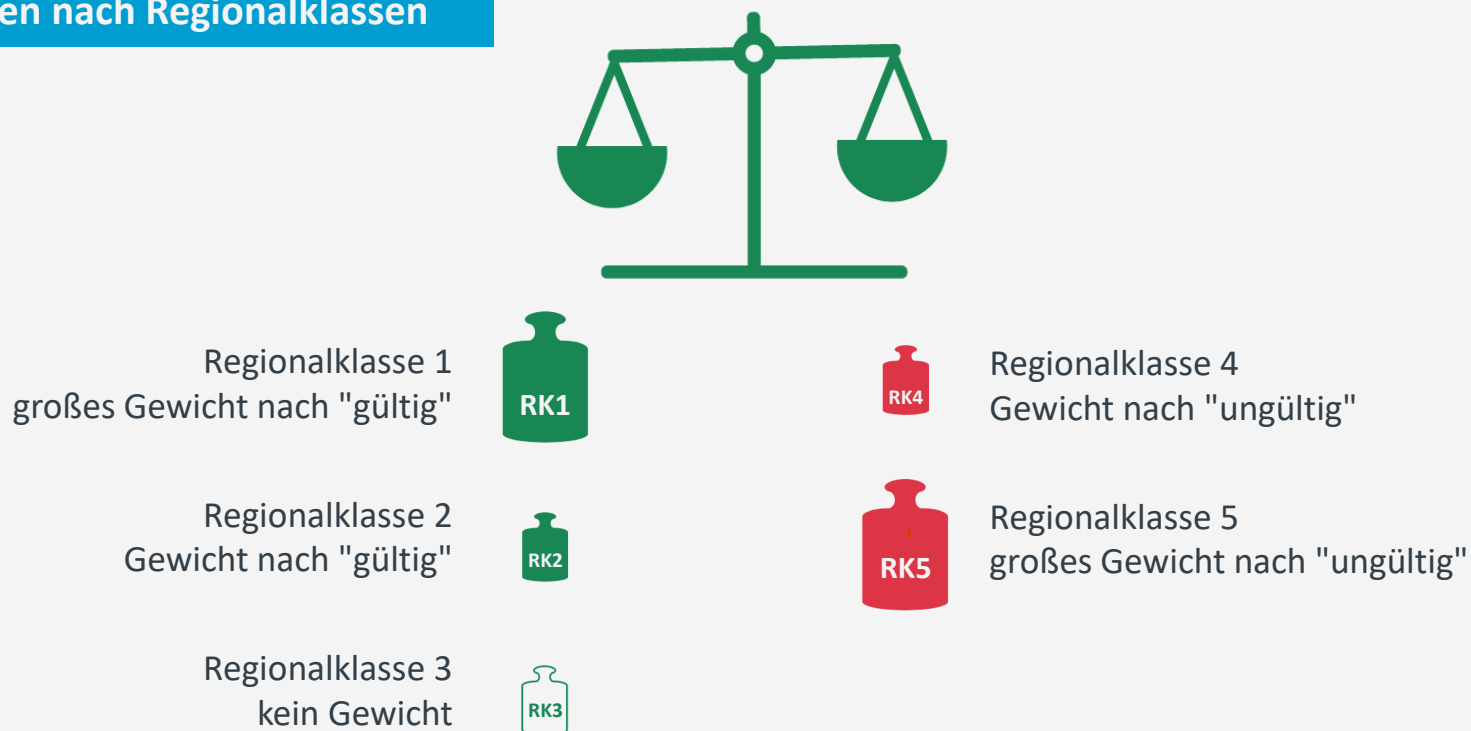 nach Regionalklassen
Regionalklasse 1
großes Gewicht nach "gültig"
RK1
RK4
Regionalklasse 4
Gewicht nach "ungültig"
Regionalklasse 2
Gewicht nach "gültig"
RK2
RK5
Regionalklasse 5
großes Gewicht nach "ungültig"
Regionalklasse 3
kein Gewicht
RK3